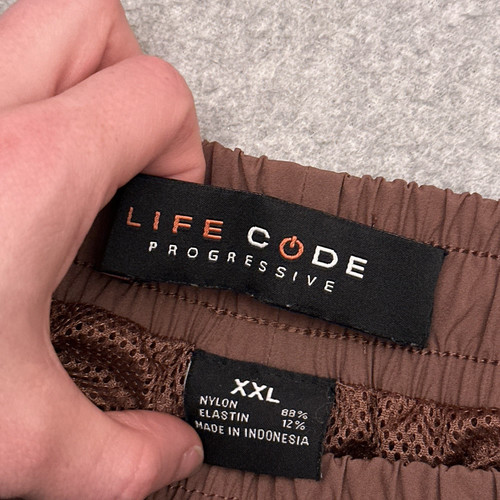 LIFE CODE
PROGRESSIVE
XXL
NYLON 88%
ELASTIN 12%
MADE IN INDONESIA